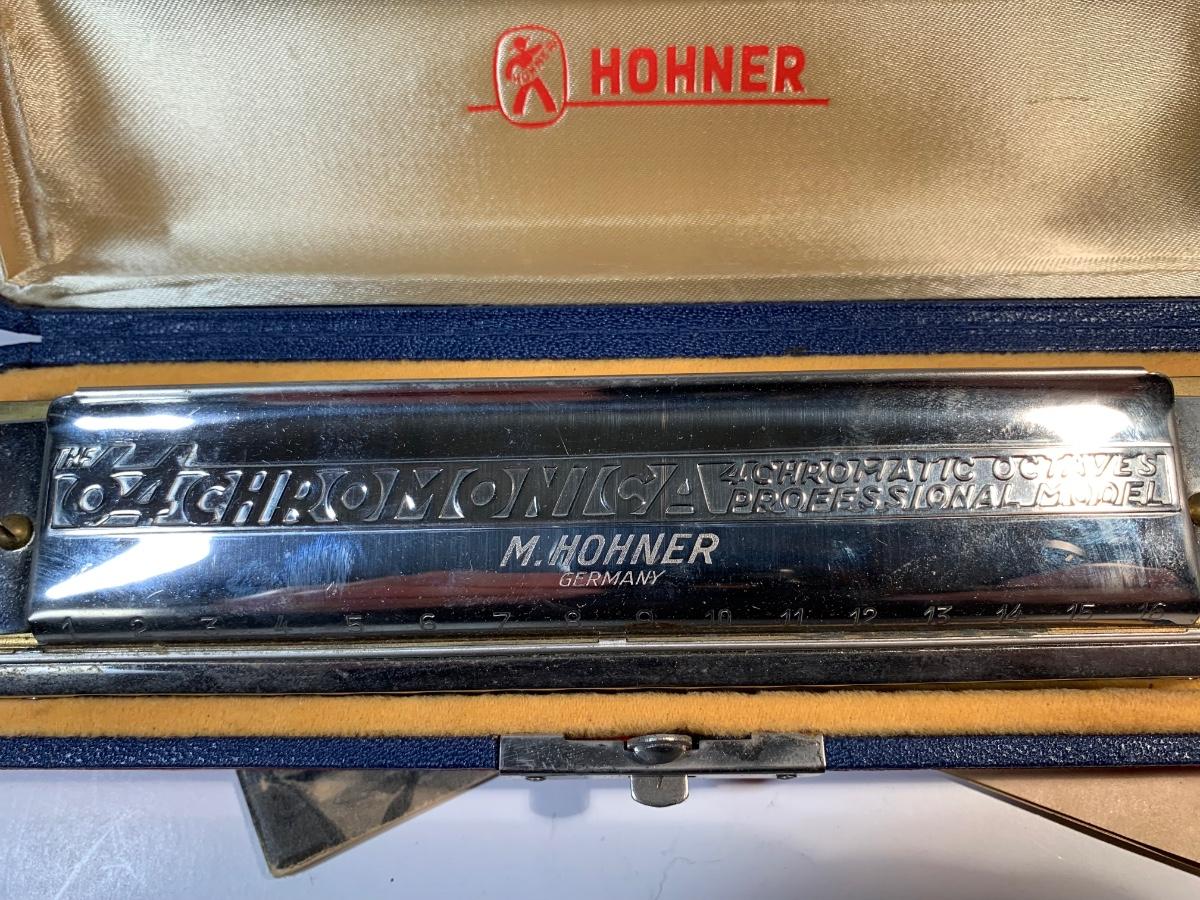 HOHNER
HOHNER
THE
64 CHROMONICA
4 CHROMATIC OCTAVES
PROFESSIONAL MODEL
M. HOHNER
GERMANY
1 2 3 4 5 6 7 8 9 10 11 12 13 14 15 16